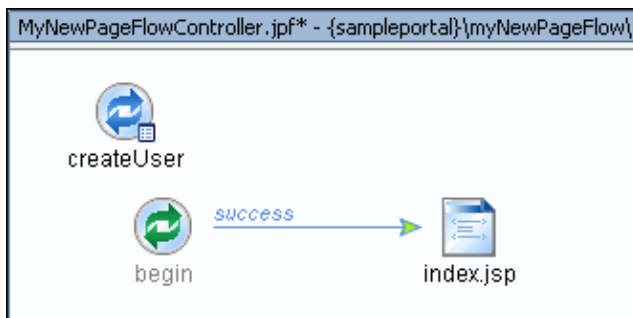 MyNewPageFlowController.jpf* - {sampleportal}\myNewPageFlow\
createUser
success
begin
index.jsp